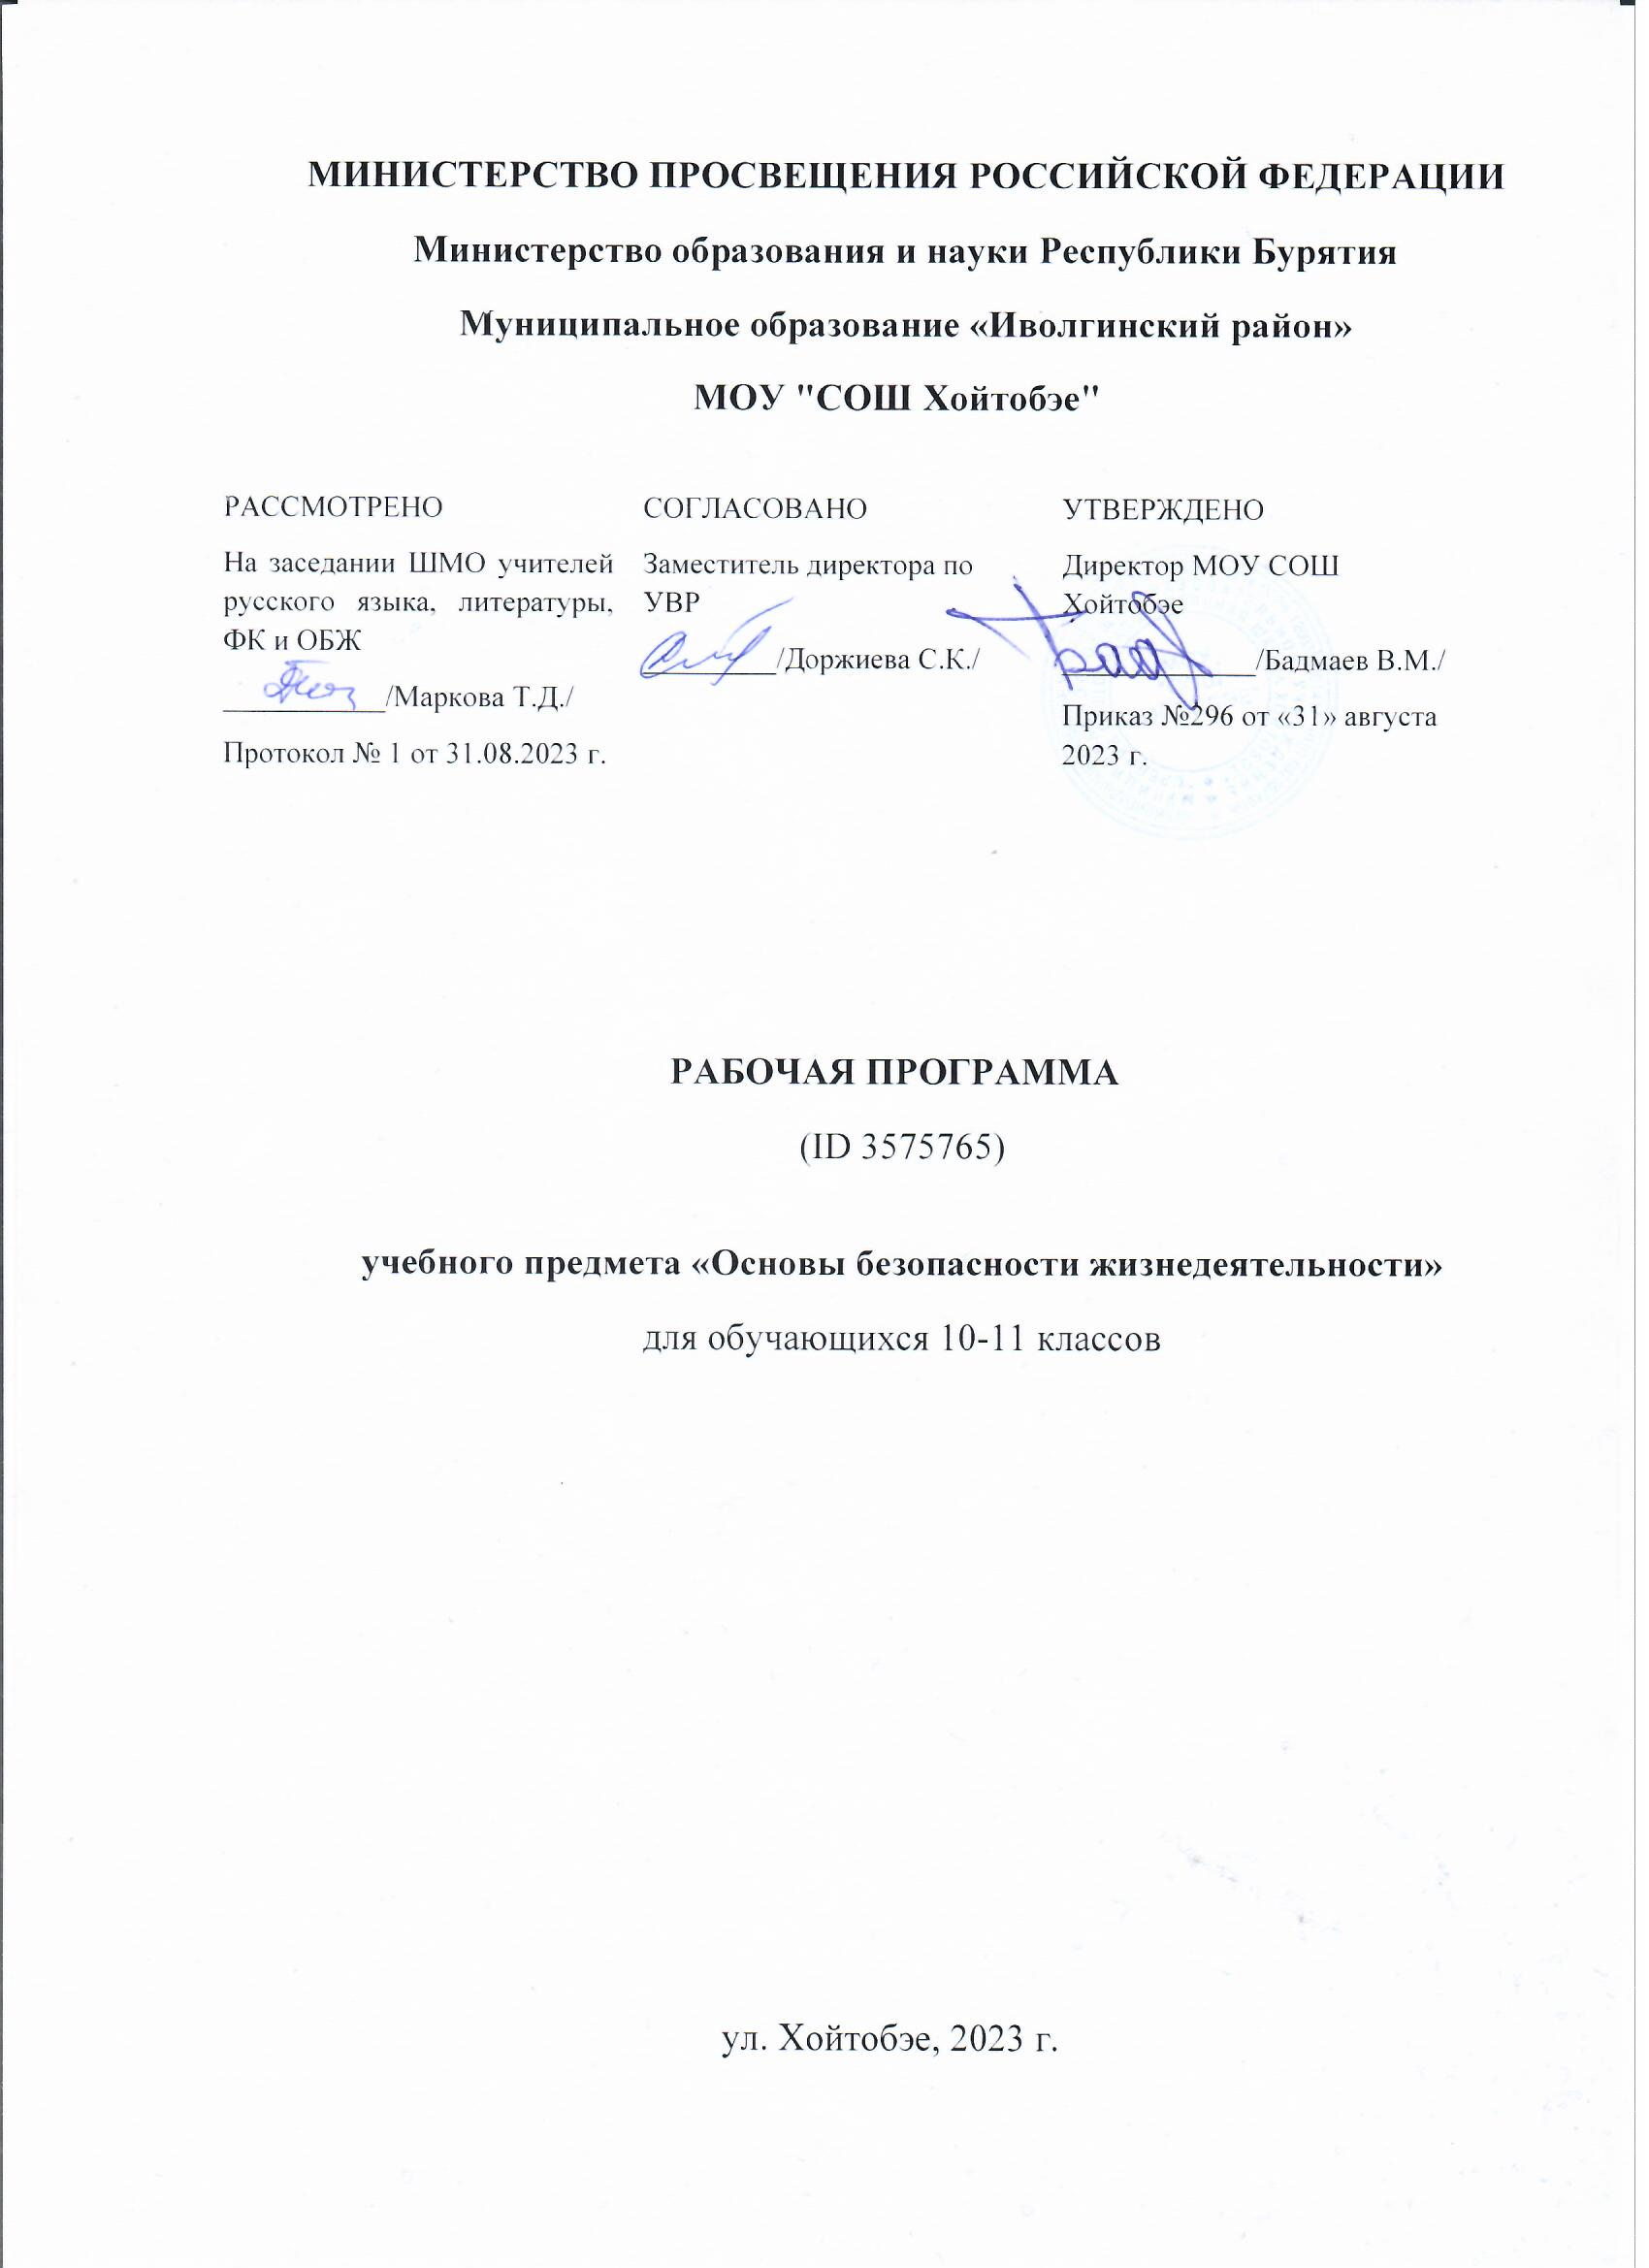 МИНИСТЕРСТВО ПРОСВЕЩЕНИЯ РОССИЙСКОЙ ФЕДЕРАЦИИ
Министерство образования и науки Республики Бурятия
Муниципальное образование «Иволгинский район»
МОУ "СОШ Хойтобэе"
РАССМОТРЕНО
На заседании ШМО учителей
русского языка, литературы,
ФК и ОБЖ
____________/Маркова Т.Д./
Протокол № 1 от 31.08.2023 г.
СОГЛАСОВАНО
Заместитель директора по
УВР
__________/Доржиева С.К./
УТВЕРЖДЕНО
Директор МОУ СОШ
Хойтобэе
______________/Бадмаев В.М./
Приказ №296 от «31» августа
2023 г.
РАБОЧАЯ ПРОГРАММА
(ID 3575765)
учебного предмета «Основы безопасности жизнедеятельности»
для обучающихся 10-11 классов
ул. Хойтобэе, 2023 г.